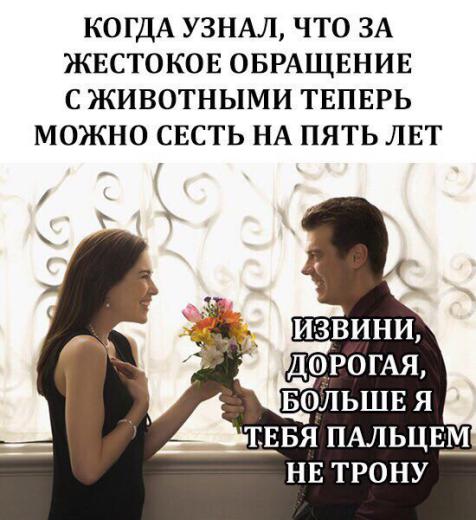 КОГДА УЗНАЛ, ЧТО ЗА
ЖЕСТОКОЕ ОБРАЩЕНИЕ
С ЖИВОТНЫМИ ТЕПЕРЬ
МОЖНО СЕСТЬ НА ПЯТЬ ЛЕТ
ИЗВИНИ,
ДОРОГАЯ,
БОЛЬШЕ Я
ТЕБЯ ПАЛЬЦЕМ
НЕ ТРОНУ